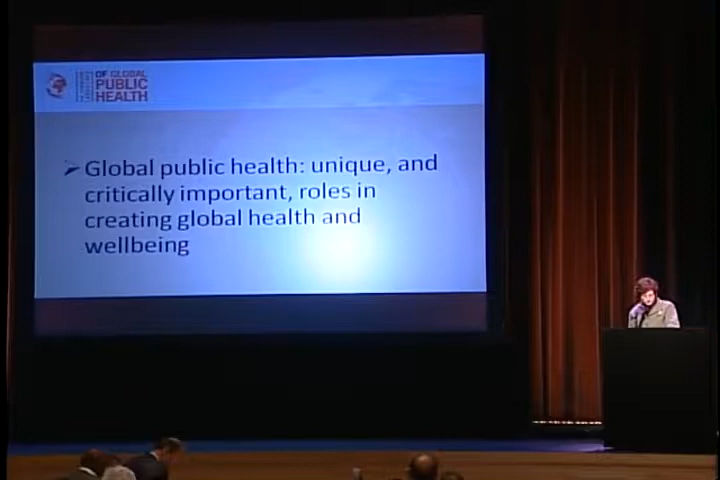 OF GLOBAL
PUBLIC
HEALTH
Global public health: unique, and
critically important, roles in
creating global health and
wellbeing